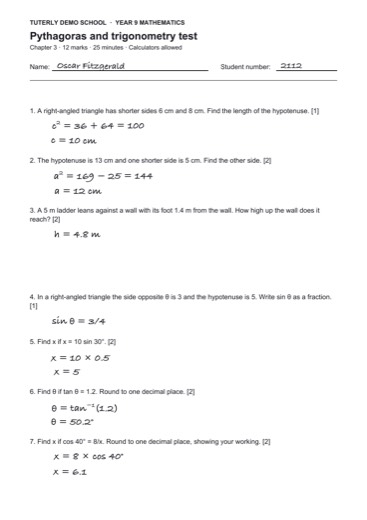 TUTERLY DEMO SCHOOL · YEAR 9 MATHEMATICS
Pythagoras and trigonometry test
Chapter 3 · 12 marks · 25 minutes · Calculators allowed
Name: Oscar Fitzgerald Student number: 2112
1. A right-angled triangle has shorter sides 6 cm and 8 cm. Find the length of the hypotenuse. [1]
c² = 36 + 64 = 100
c = 10 cm
2. The hypotenuse is 13 cm and one shorter side is 5 cm. Find the other side. [2]
a² = 169 − 25 = 144
a = 12 cm
3. A 5 m ladder leans against a wall with its foot 1.4 m from the wall. How high up the wall does it
reach? [2]
h = 4.8 m
4. In a right-angled triangle the side opposite θ is 3 and the hypotenuse is 5. Write sin θ as a fraction.
[1]
sin θ = 3/4
5. Find x if x = 10 sin 30°. [2]
x = 10 × 0.5
x = 5
6. Find θ if tan θ = 1.2. Round to one decimal place. [2]
θ = tan⁻¹(1.2)
θ = 50.2°
7. Find x if cos 40° = 8/x. Round to one decimal place, showing your working. [2]
x = 8 × cos 40°
x = 6.1